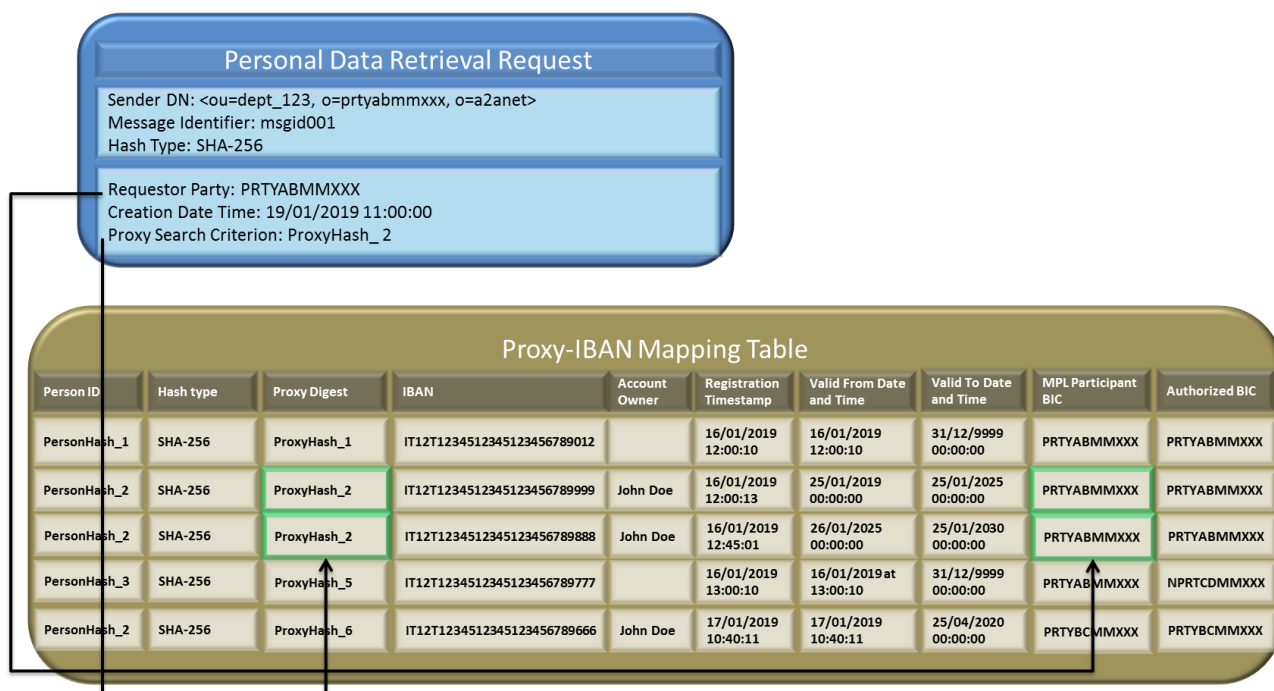 Personal Data Retrieval Request
Sender DN: <ou=dept_123, o=prtyabmmxxx, o=a2anet>
Message Identifier: msgid001
Hash Type: SHA-256
Requestor Party: PRTYABMMXXX
Creation Date Time: 19/01/2019 11:00:00
Proxy Search Criterion: ProxyHash_ 2
Proxy-IBAN Mapping Table
Person ID Hash type Proxy Digest IBAN Account Owner Registration Timestamp Valid From Date and Time Valid To Date and Time MPL Participant BIC Authorized BIC
PersonHash_1 SHA-256 ProxyHash_1 IT12T1234512345123456789012 16/01/2019 12:00:10 16/01/2019 12:00:10 31/12/9999 00:00:00 PRTYABMMXXX PRTYABMMXXX
PersonHash_2 SHA-256 ProxyHash_2 IT12T1234512345123456789999 John Doe 16/01/2019 12:00:13 25/01/2019 00:00:00 25/01/2025 00:00:00 PRTYABMMXXX PRTYABMMXXX
PersonHash_2 SHA-256 ProxyHash_2 IT12T1234512345123456789888 John Doe 16/01/2019 12:45:01 26/01/2025 00:00:00 25/01/2030 00:00:00 PRTYABMMXXX PRTYABMMXXX
PersonHash_3 SHA-256 ProxyHash_5 IT12T1234512345123456789777 16/01/2019 13:00:10 16/01/2019 at 13:00:10 31/12/9999 00:00:00 PRTYABMMXXX NPRTCDMMXXX
PersonHash_2 SHA-256 ProxyHash_6 IT12T1234512345123456789666 John Doe 17/01/2019 10:40:11 17/01/2019 10:40:11 25/04/2020 00:00:00 PRTYBCMMXXX PRTYBCMMXXX